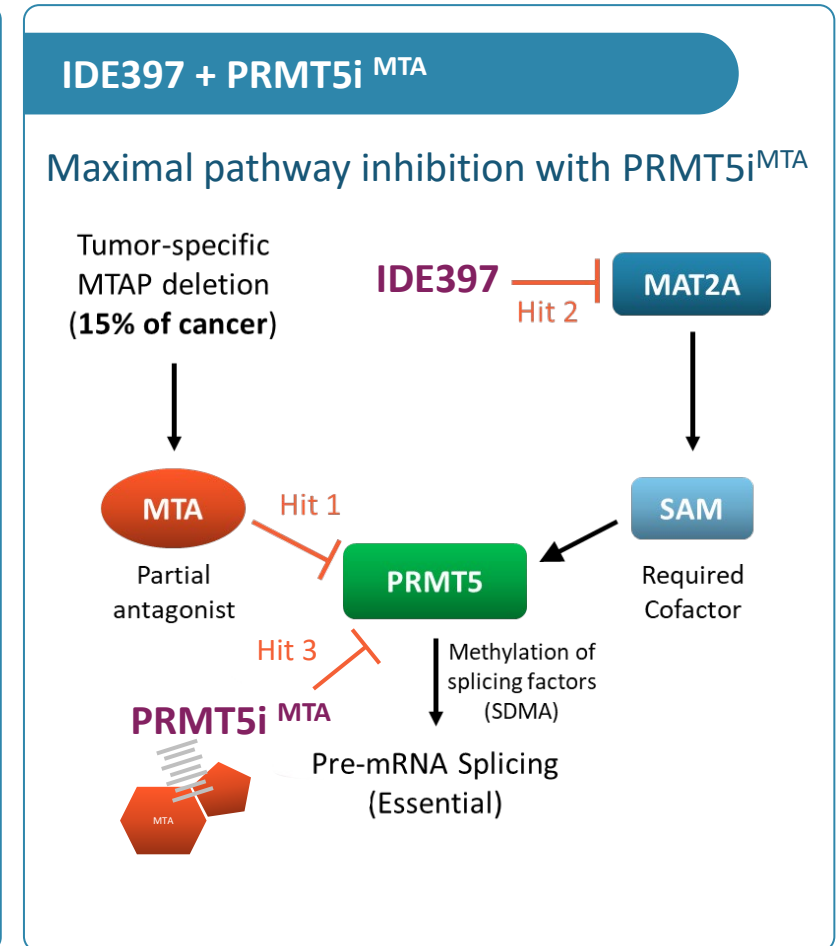 IDE397 + PRMT5i MTA
Maximal pathway inhibition with PRMT5iMTA
Tumor-specific
MTAP deletion
(15% of cancer)
IDE397
Hit 2
MAT2A
MTA
Partial
antagonist
Hit 1
PRMT5
SAM
Required
Cofactor
Hit 3
PRMT5i MTA
MTA
Methylation of
splicing factors
(SDMA)
Pre-mRNA Splicing
(Essential)